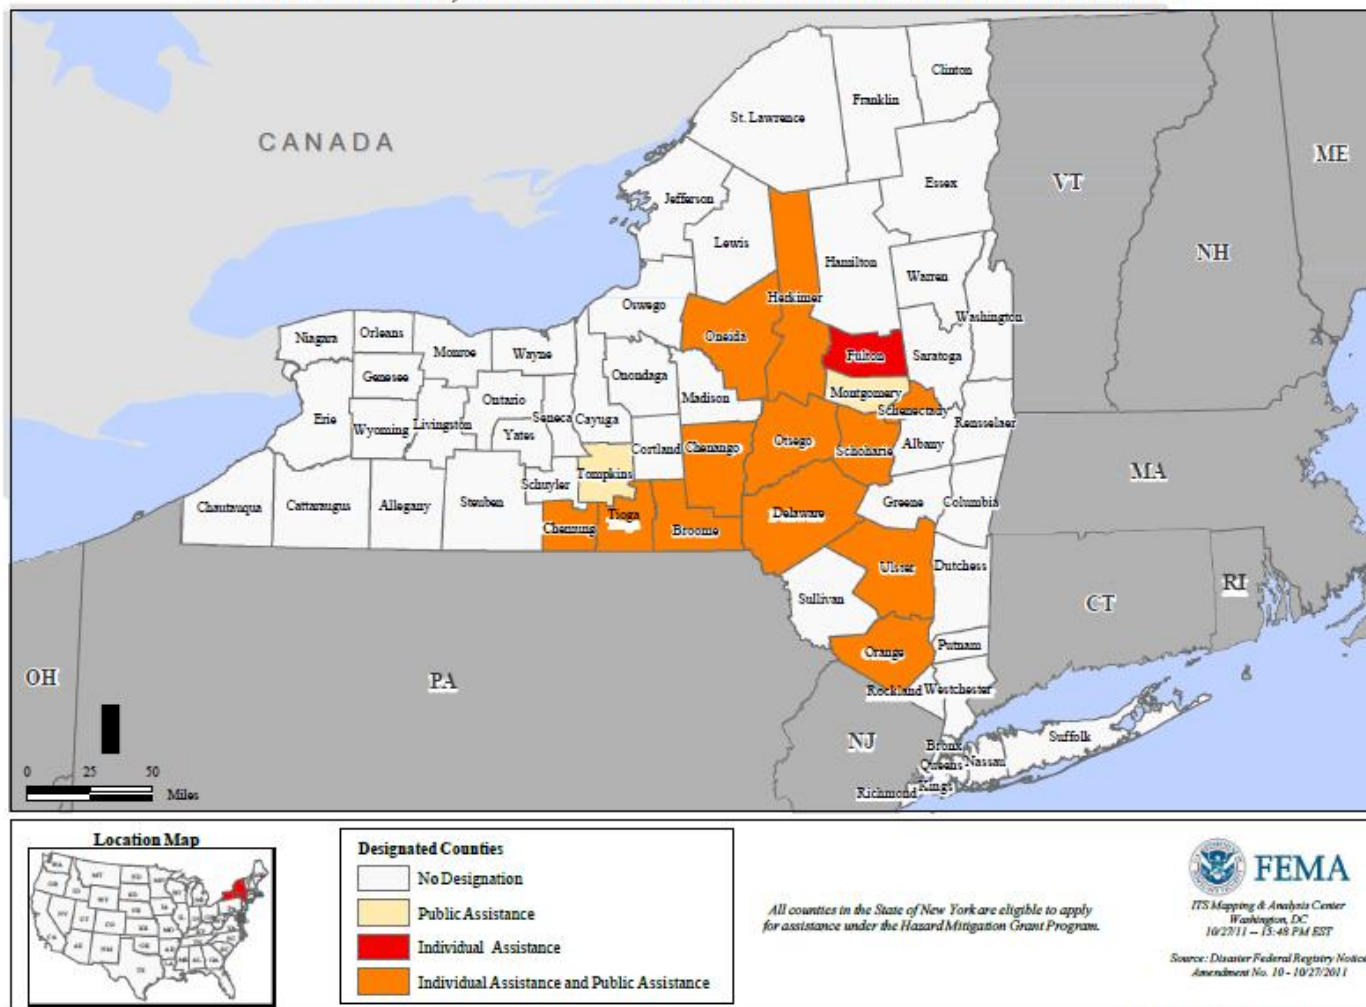 CANADA
Clinton
Franklin
St. Lawrence
ME
VT
Essex
Jefferson
Lewis
NH
Hamilton
Warren
Herkimer
Oswego
Washington
Oneida
Niagara
Orleans
Monroe
Wayne
Fulton
Saratoga
Genesee
Onondaga
Montgomery
Madison
Ontario
Schenectady
Erie
Seneca
Cayuga
Rensselaer
Wyoming
Livingston
Yates
Otsego
Albany
Cortland
Chenango
Schoharie
Tompkins
MA
Schuyler
Chautauqua
Cattaraugus
Allegany
Steuben
Greene
Columbia
Tioga
Delaware
Chemung
Broome
Ulster
Dutchess
RI
Sullivan
CT
Putnam
Orange
OH
PA
Rockland
Westchester
NJ
Suffolk
Bronx
Queens
Nassau
Kings
Richmond
0 25 50
Miles
Location Map
Designated Counties
No Designation
Public Assistance
Individual Assistance
Individual Assistance and Public Assistance
All counties in the State of New York are eligible to apply
for assistance under the Hazard Mitigation Grant Program.
FEMA
ITS Mapping & Analysis Center
Washington, DC
10/27/11 -- 15:48 PM EST
Source: Disaster Federal Registry Notice
Amendment No. 10 - 10/27/2011